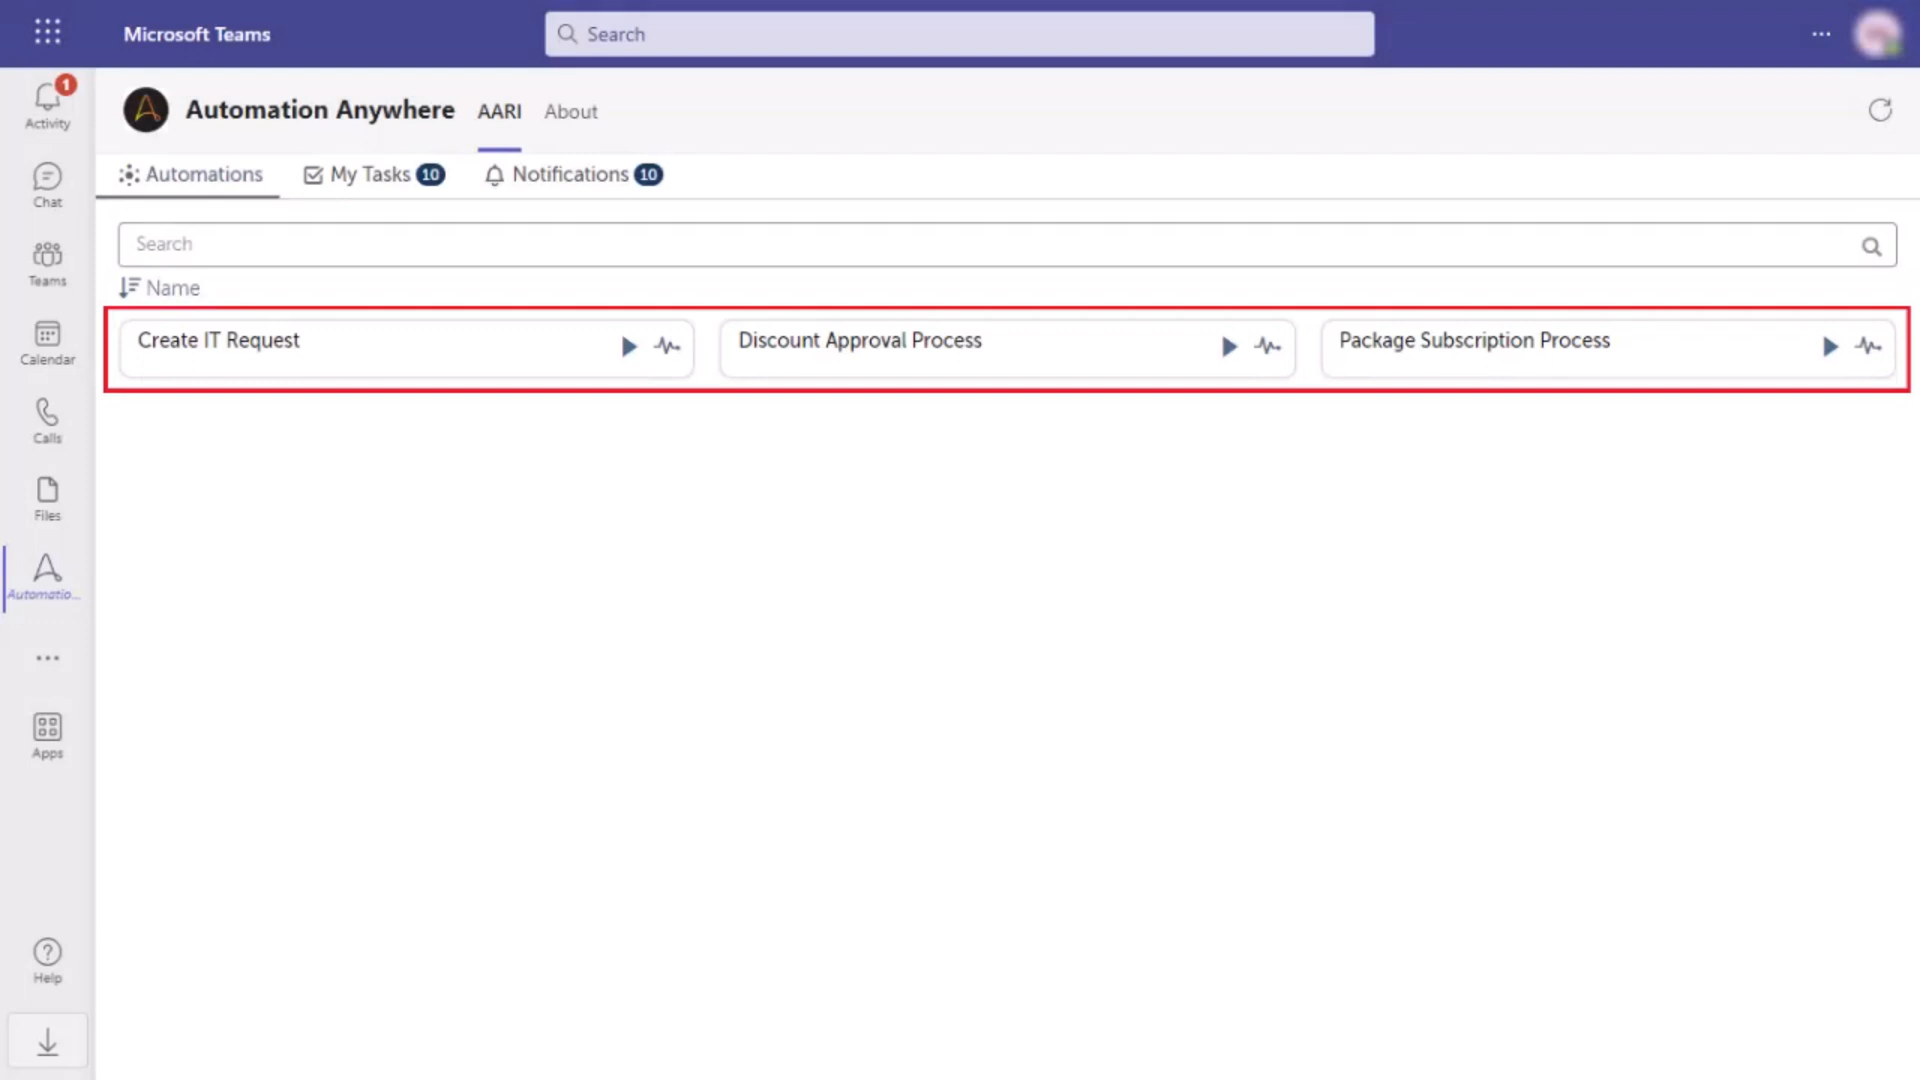 Microsoft Teams
Search
1
Activity
Chat
Teams
Calendar
Calls
Files
Automatio...
Apps
Help
Automation Anywhere AARI About
Automations My Tasks 10 Notifications 10
Search
Name
Create IT Request
Discount Approval Process
Package Subscription Process